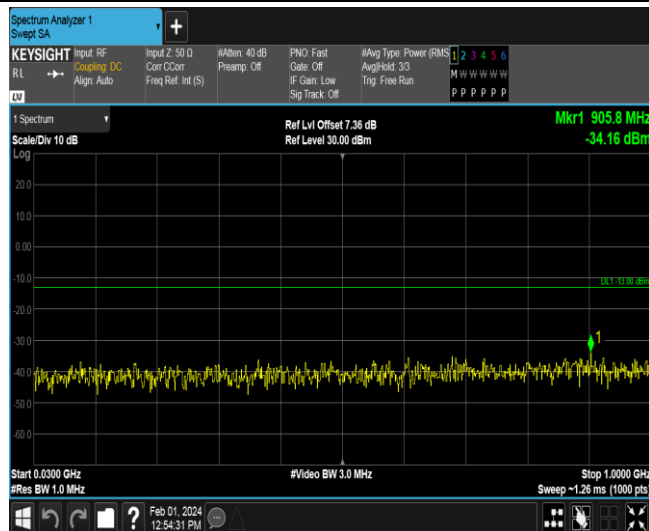 Spectrum Analyzer 1
Swept SA
+
KEYSIGHT
RL
Input: RF
Coupling: DC
Align: Auto
Input Z: 50 Ω
Corr CCorr
Freq Ref: Int (S)
#Atten: 40 dB
Preamp: Off
PNO: Fast
Gate: Off
IF Gain: Low
Sig Track: Off
#Avg Type: Power (RMS
Avg|Hold: 3/3
Trig: Free Run
1 2 3 4 5 6
M W W W W W
P P P P P P
1 Spectrum
Scale/Div 10 dB
Log
Ref Lvl Offset 7.36 dB
Ref Level 30.00 dBm
Mkr1 905.8 MHz
-34.16 dBm
20.0
10.0
0.00
-10.0
DL1 -13.00 dBm
-20.0
-30.0
1
-40.0
-50.0
-60.0
Start 0.0300 GHz
#Res BW 1.0 MHz
#Video BW 3.0 MHz
Stop 1.0000 GHz
Sweep ~1.26 ms (1000 pts)
?
Feb 01, 2024
12:54:31 PM